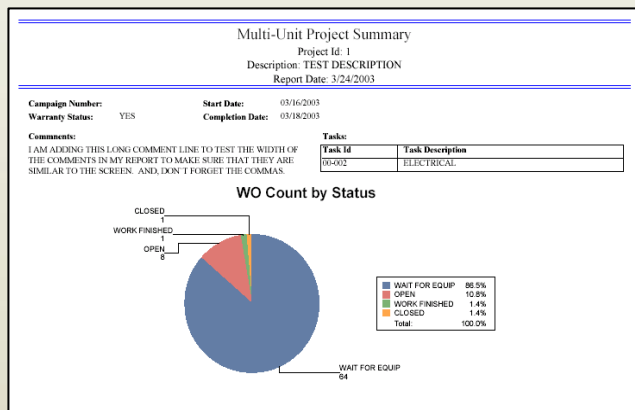 Multi-Unit Project Summary
Project Id: 1
Description: TEST DESCRIPTION
Report Date: 3/24/2003
Campaign Number: Start Date: 03/16/2003
Warranty Status: YES Completion Date: 03/18/2003
Comments:
I AM ADDING THIS LONG COMMENT LINE TO TEST THE WIDTH OF
THE COMMENTS IN MY REPORT TO MAKE SURE THAT THEY ARE
SIMILAR TO THE SCREEN. AND, DON'T FORGET THE COMMAS.
Tasks:
Task Id Task Description
00-002 ELECTRICAL
WO Count by Status
CLOSED
1
WORK FINISHED
1
OPEN
8
WAIT FOR EQUIP 86.5%
OPEN 10.8%
WORK FINISHED 1.4%
CLOSED 1.4%
Total: 100.0%
WAIT FOR EQUIP
64